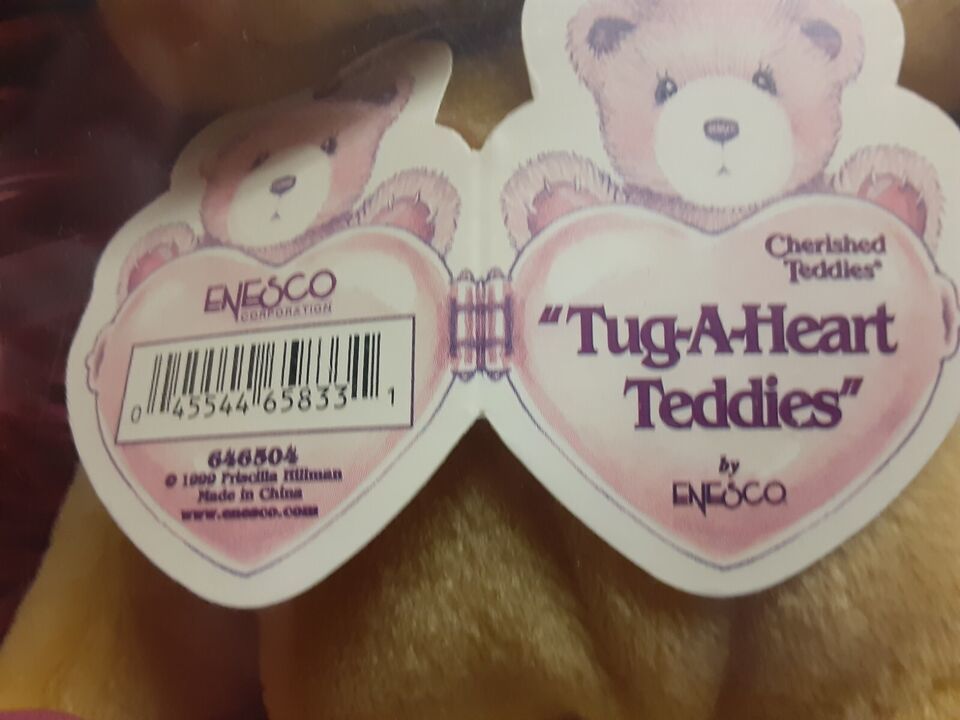 ENESCO
CORPORATION
0 45544 65833 1
646504
© 1999 Priscilla Hillman
Made in China
www.enesco.com
Cherished
Teddies®
"Tug-A-Heart
Teddies"
by
ENESCO